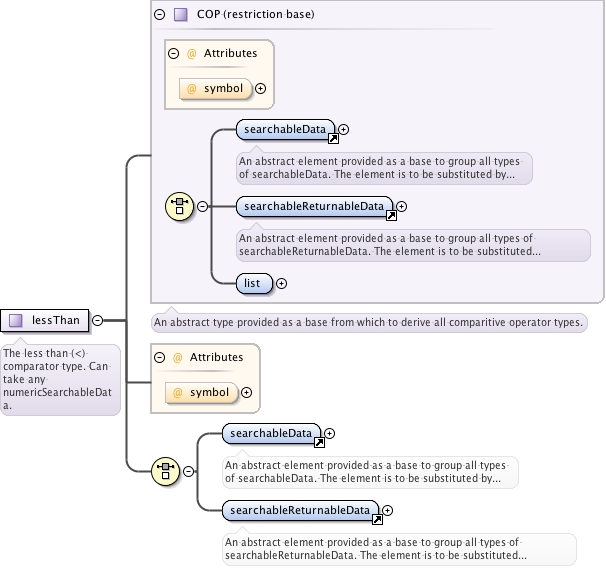 COP (restriction base)
@ Attributes
@ symbol
searchableData
An abstract element provided as a base to group all types
of searchableData. The element is to be substituted by...
searchableReturnableData
An abstract element provided as a base to group all types of
searchableReturnableData. The element is to be substituted...
list
An abstract type provided as a base from which to derive all comparitive operator types.
lessThan
The less than (<)
comparator type. Can
take any
numericSearchableDat
a.
@ Attributes
@ symbol
searchableData
An abstract element provided as a base to group all types
of searchableData. The element is to be substituted by...
searchableReturnableData
An abstract element provided as a base to group all types of
searchableReturnableData. The element is to be substituted...